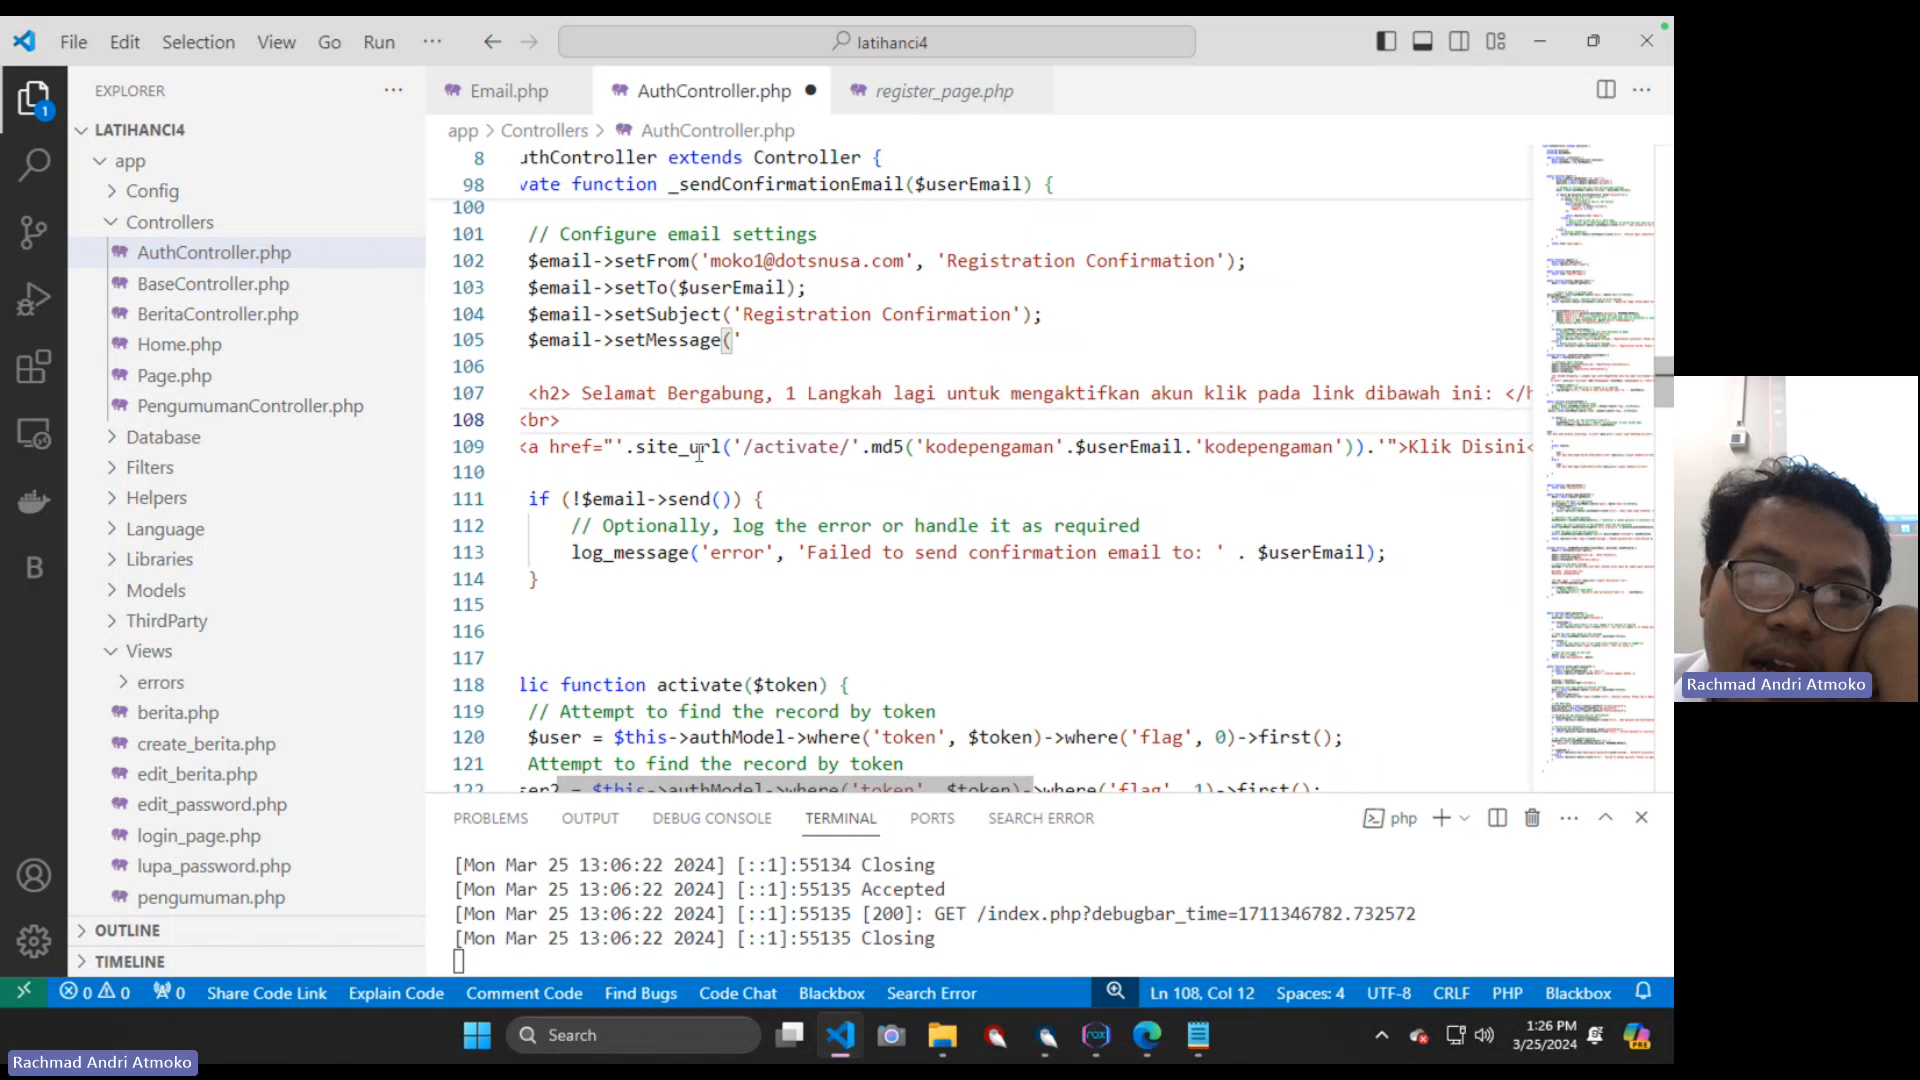 File Edit Selection View Go Run ··· latihanci4
EXPLORER ···
Email.php AuthController.php register_page.php ···
LATIHANCI4
app
Config
Controllers
AuthController.php
BaseController.php
BeritaController.php
Home.php
Page.php
PengumumanController.php
Database
Filters
Helpers
Language
Libraries
Models
ThirdParty
Views
errors
berita.php
create_berita.php
edit_berita.php
edit_password.php
login_page.php
lupa_password.php
pengumuman.php
OUTLINE
TIMELINE
app > Controllers > AuthController.php
8 uthController extends Controller {
98 vate function _sendConfirmationEmail($userEmail) {
100
101 // Configure email settings
102 $email->setFrom('moko1@dotsnusa.com', 'Registration Confirmation');
103 $email->setTo($userEmail);
104 $email->setSubject('Registration Confirmation');
105 $email->setMessage('
106
107 <h2> Selamat Bergabung, 1 Langkah lagi untuk mengaktifkan akun klik pada link dibawah ini: </h
108 <br>
109 <a href="'.site_url('/activate/'.md5('kodepengaman'.$userEmail.'kodepengaman')).'">Klik Disini<
110
111 if (!$email->send()) {
112 // Optionally, log the error or handle it as required
113 log_message('error', 'Failed to send confirmation email to: ' . $userEmail);
114 }
115
116
117
118 lic function activate($token) {
119 // Attempt to find the record by token
120 $user = $this->authModel->where('token', $token)->where('flag', 0)->first();
121 Attempt to find the record by token
122 ser2 = $this->authModel->where('token', $token)->where('flag', 1)->first();
PROBLEMS OUTPUT DEBUG CONSOLE TERMINAL PORTS SEARCH ERROR php ···
[Mon Mar 25 13:06:22 2024] [::1]:55134 Closing
[Mon Mar 25 13:06:22 2024] [::1]:55135 Accepted
[Mon Mar 25 13:06:22 2024] [::1]:55135 [200]: GET /index.php?debugbar_time=1711346782.732572
[Mon Mar 25 13:06:22 2024] [::1]:55135 Closing
0 0 0 Share Code Link Explain Code Comment Code Find Bugs Code Chat Blackbox Search Error Ln 108, Col 12 Spaces: 4 UTF-8 CRLF PHP Blackbox
Search
1:26 PM
3/25/2024
Rachmad Andri Atmoko
Rachmad Andri Atmoko
1
B
PRE